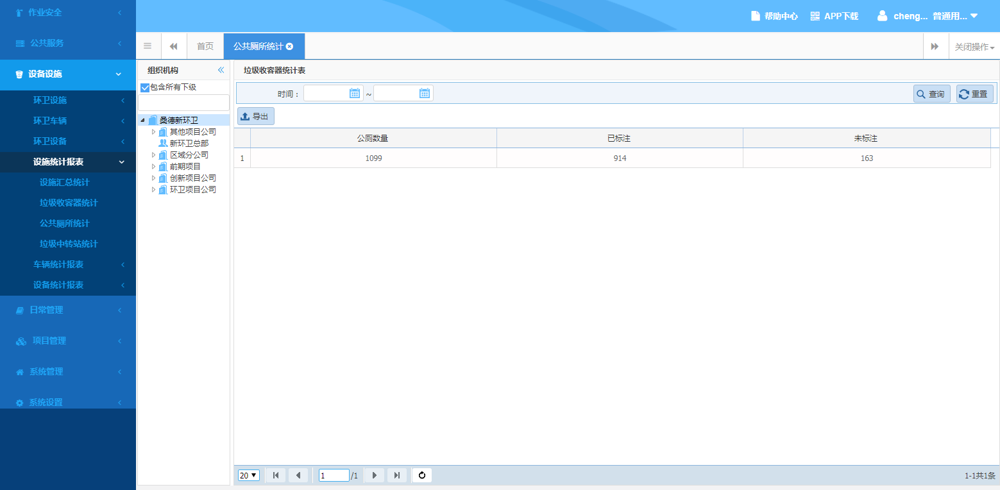 作业安全
公共服务
设备设施
环卫设施
环卫车辆
环卫设备
设施统计报表
设施汇总统计
垃圾收容器统计
公共厕所统计
垃圾中转站统计
车辆统计报表
设备统计报表
日常管理
项目管理
系统管理
系统设置
帮助中心 APP下载 cheng... 普通用...
首页 公共厕所统计 关闭操作
组织机构
包含所有下级
桑德新环卫
其他项目公司
新环卫总部
区域分公司
前期项目
创新项目公司
环卫项目公司
垃圾收容器统计表
时间： ~ 查询 重置
导出
公厕数量 已标注 未标注
1 1099 914 163
20 1 /1 1-1共1条